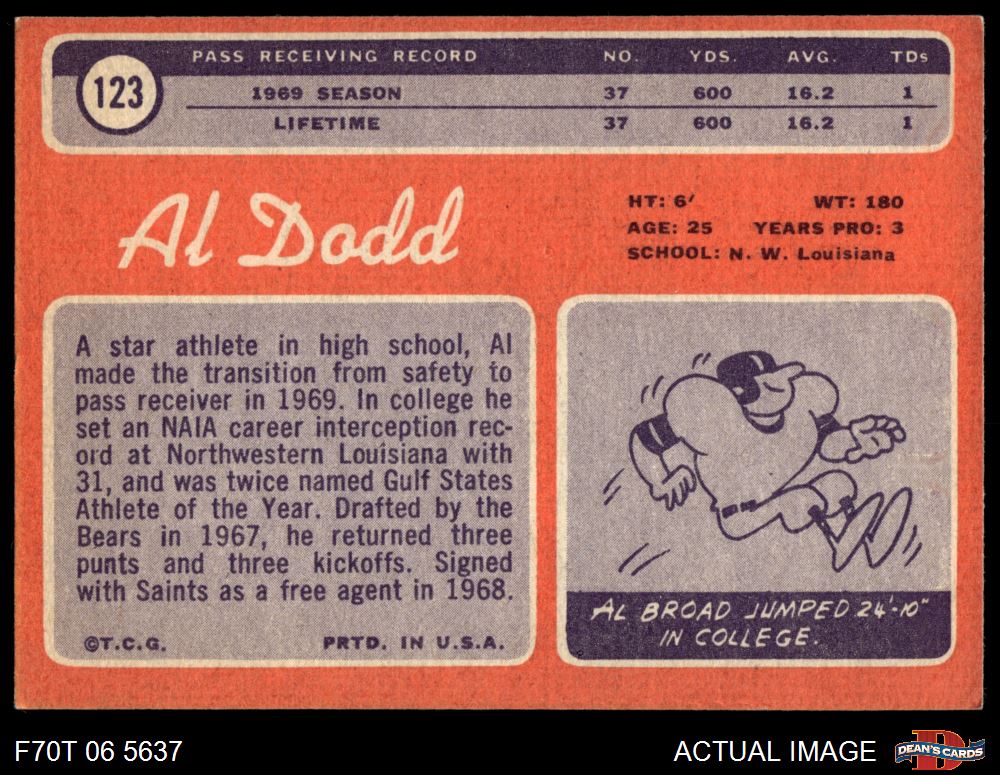 PASS RECEIVING RECORD NO. YDS. AVG. TDs
123
1969 SEASON 37 600 16.2 1
LIFETIME 37 600 16.2 1
Al Dodd
HT: 6' WT: 180
AGE: 25 YEARS PRO: 3
SCHOOL: N. W. Louisiana
A star athlete in high school, Al
made the transition from safety to
pass receiver in 1969. In college he
set an NAIA career interception rec-
ord at Northwestern Louisiana with
31, and was twice named Gulf States
Athlete of the Year. Drafted by the
Bears in 1967, he returned three
punts and three kickoffs. Signed
with Saints as a free agent in 1968.
©T.C.G. PRTD. IN U.S.A.
AL BROAD JUMPED 24'-10"
IN COLLEGE.
F70T 06 5637
ACTUAL IMAGE
D
DEAN'S CARDS